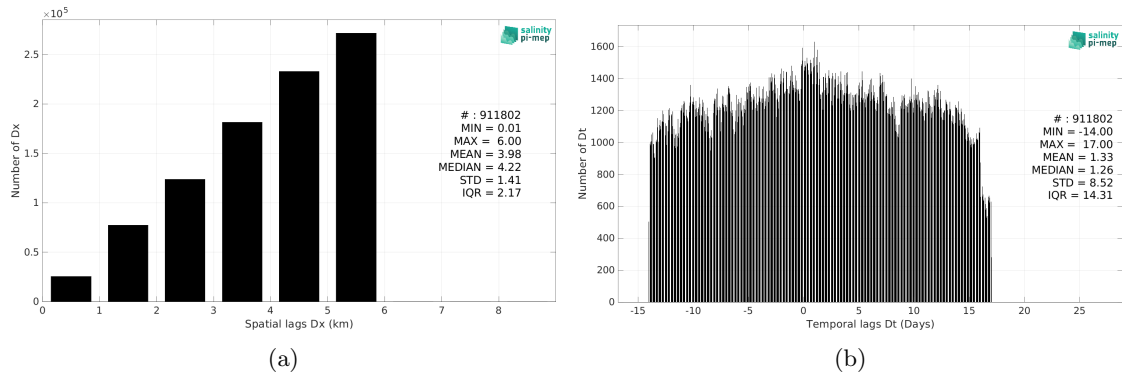 ×10^5
2.5
2
1.5
1
0.5
0
0 1 2 3 4 5 6 7 8
Number of Dx
Spatial lags Dx (km)
salinity
pi-mep
# : 911802
MIN = 0.01
MAX = 6.00
MEAN = 3.98
MEDIAN = 4.22
STD = 1.41
IQR = 2.17
(a)
1600
1400
1200
1000
800
600
400
200
0
-15 -10 -5 0 5 10 15 20 25
Number of Dt
Temporal lags Dt (Days)
salinity
pi-mep
# : 911802
MIN = -14.00
MAX = 17.00
MEAN = 1.33
MEDIAN = 1.26
STD = 8.52
IQR = 14.31
(b)